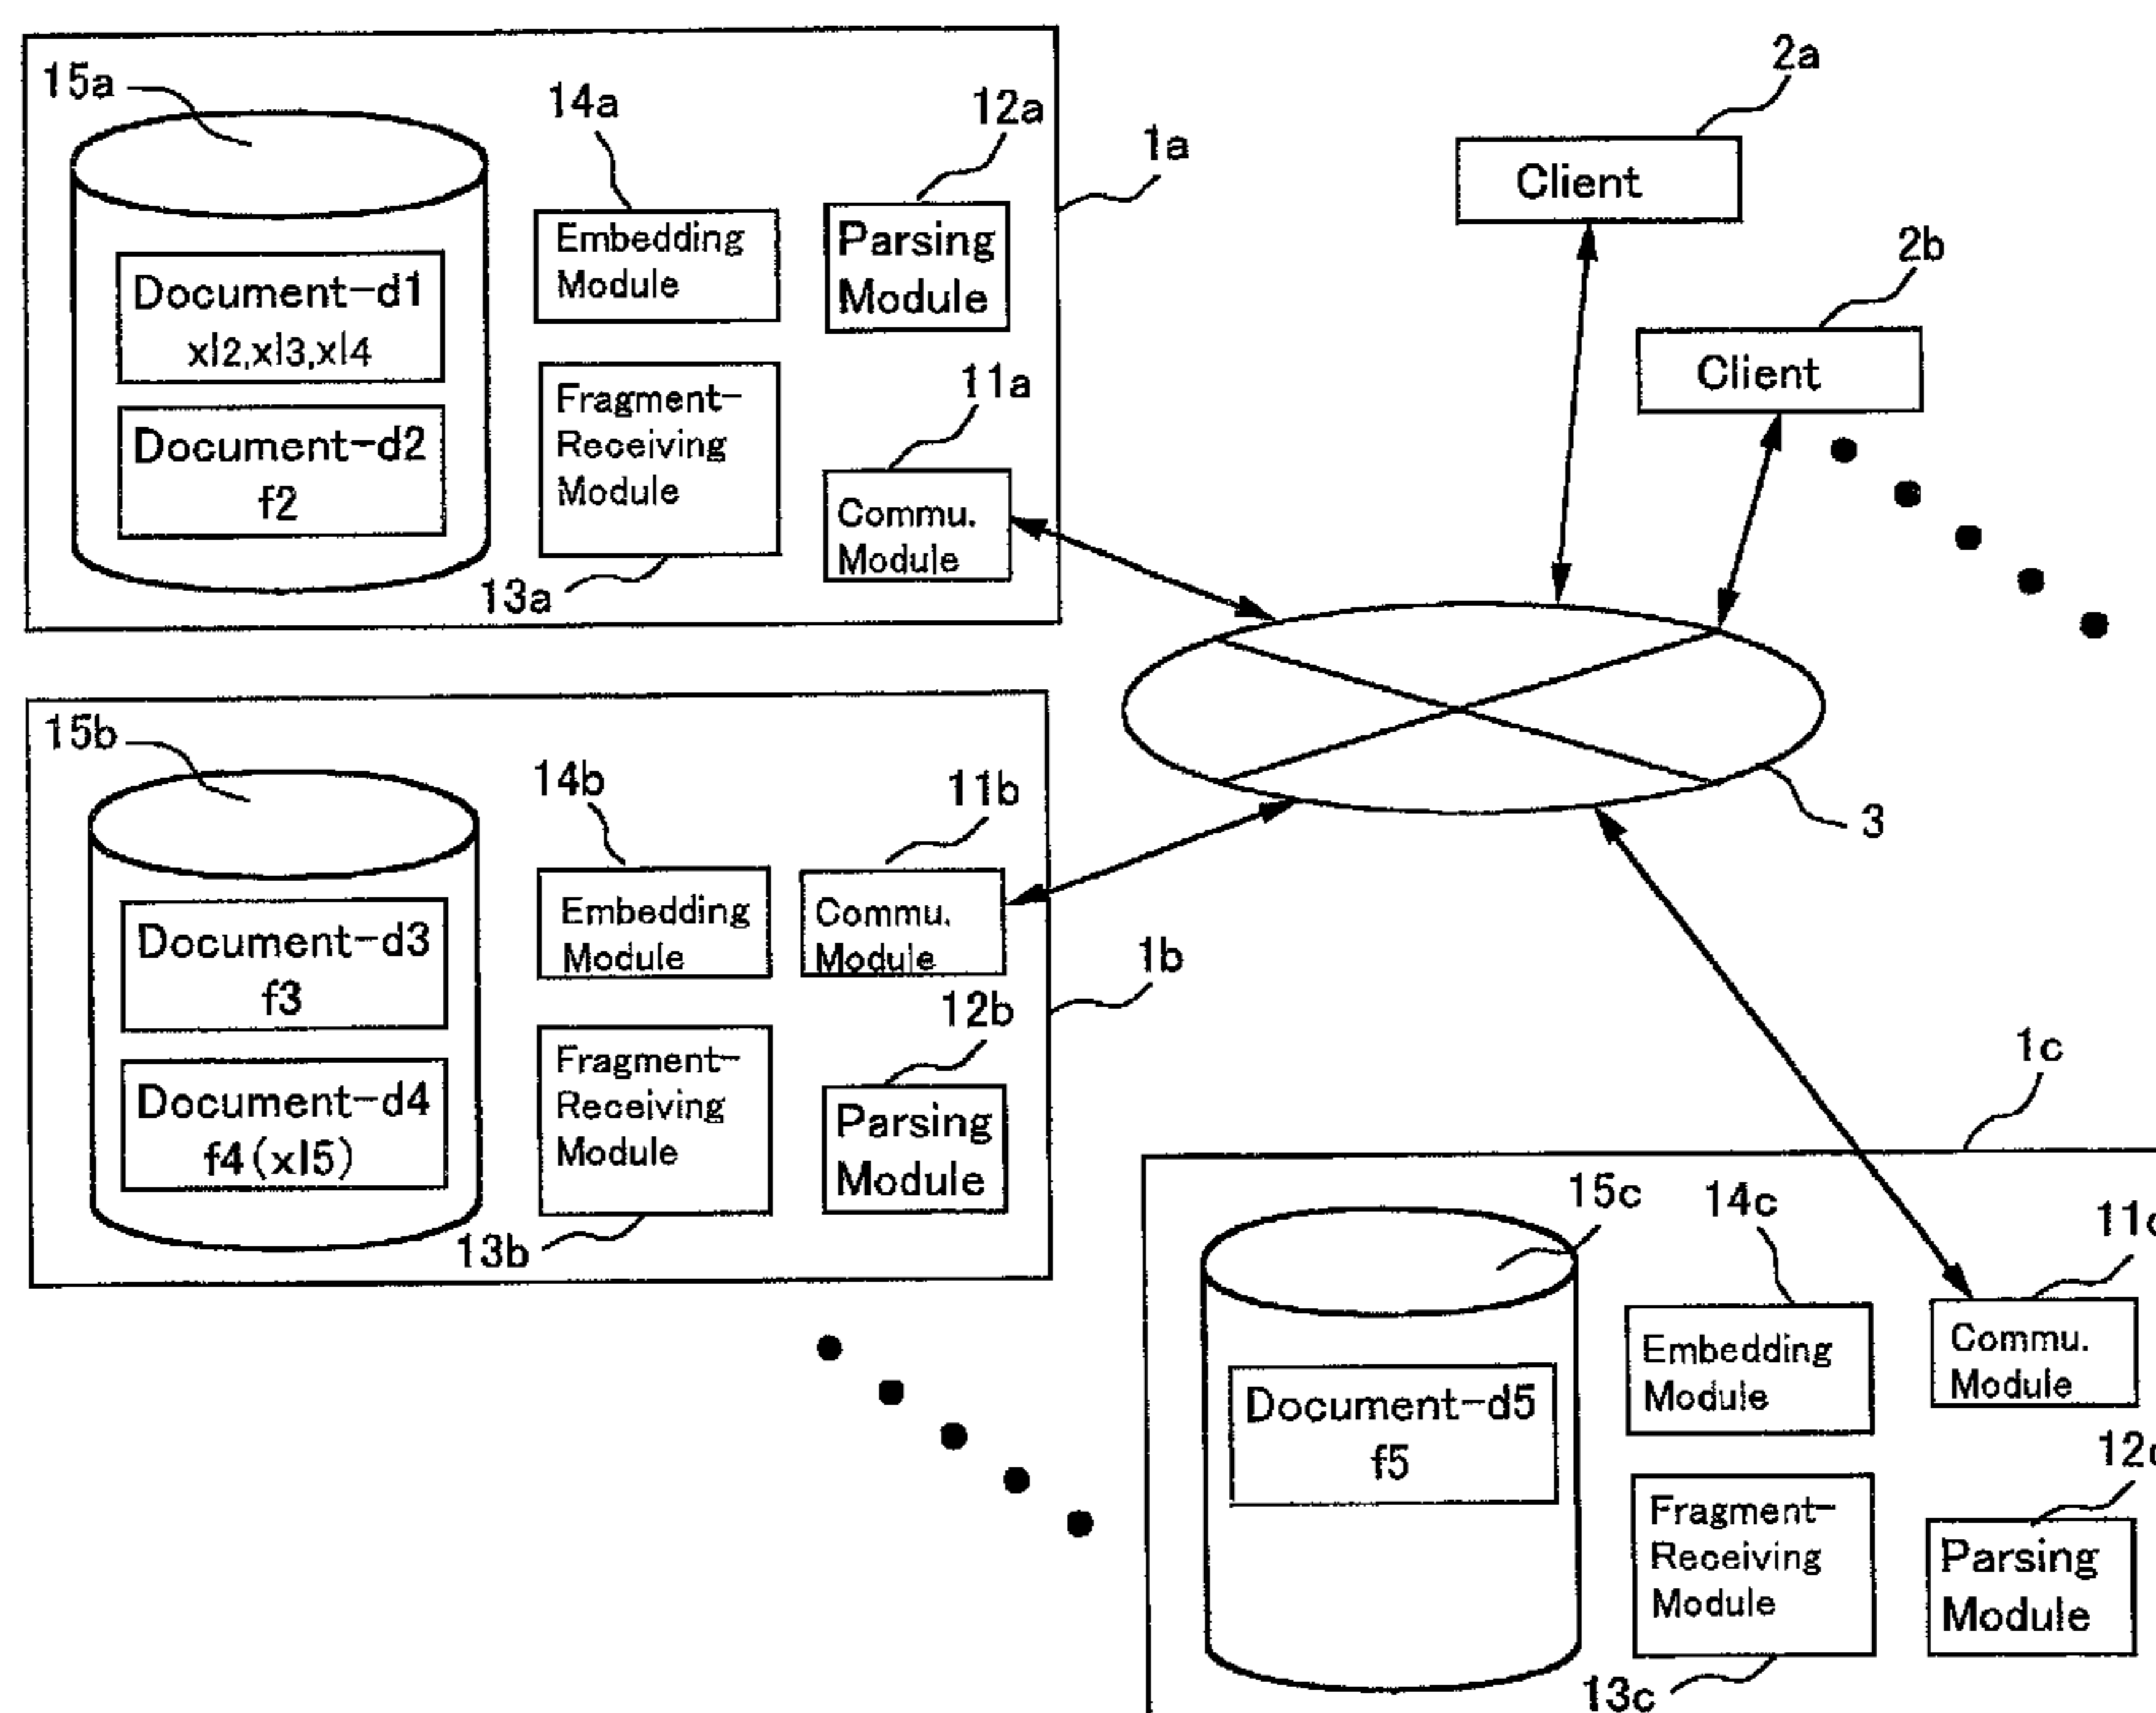 15a
14a
12a
1a
2a
Client
2b
Client
Embedding
Module
Parsing
Module
Document-d1
xl2,xl3,xl4
Document-d2
f2
Fragment-
Receiving
Module
11a
Commu.
Module
13a
15b
14b
11b
3
Embedding
Module
Commu.
Module
1b
Document-d3
f3
12b
Document-d4
f4(xl5)
Fragment-
Receiving
Module
Parsing
Module
13b
1c
15c
14c
11c
Embedding
Module
Commu.
Module
Document-d5
f5
12c
Fragment-
Receiving
Module
Parsing
Module
13c